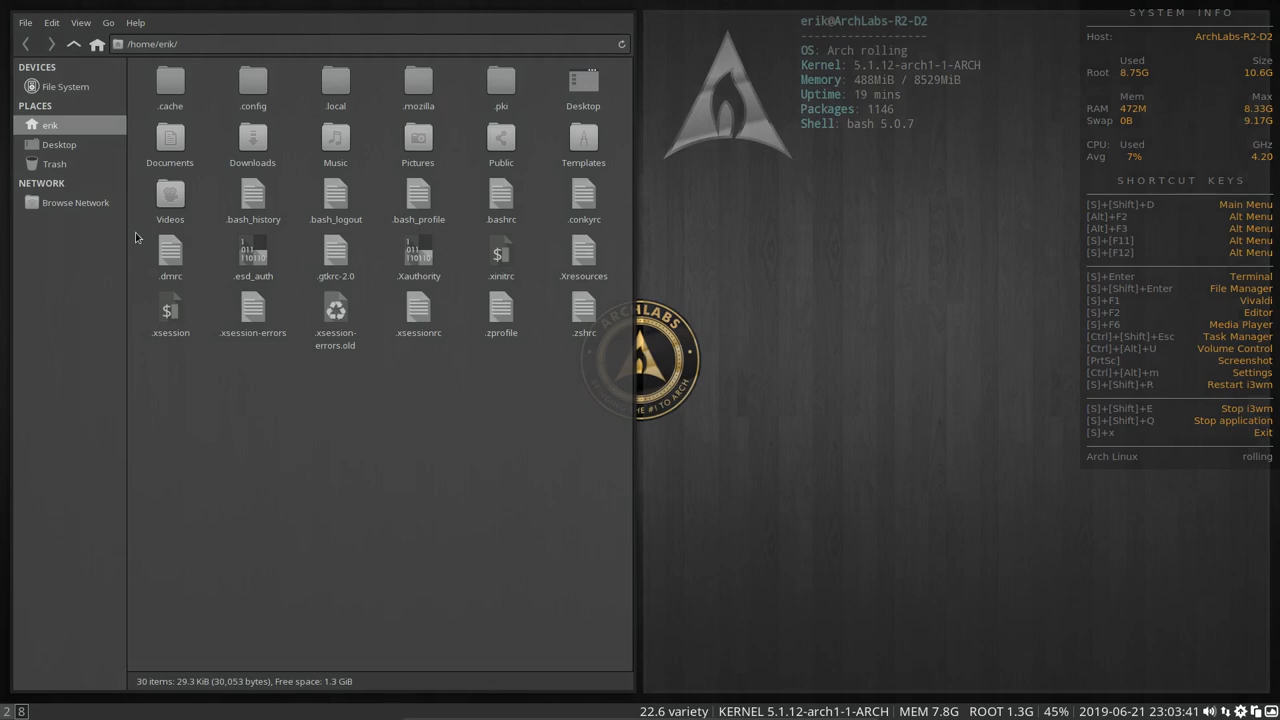 File Edit View Go Help
/home/erik/
DEVICES
File System
PLACES
erik
Desktop
Trash
NETWORK
Browse Network
.cache .config .local .mozilla .pki Desktop
Documents Downloads Music Pictures Public Templates
Videos .bash_history .bash_logout .bash_profile .bashrc .conkyrc
.dmrc .esd_auth .gtkrc-2.0 .Xauthority .xinitrc .Xresources
.xsession .xsession-errors .xsession-errors.old .xsessionrc .zprofile .zshrc
30 items: 29.3 KiB (30,053 bytes), Free space: 1.3 GiB
erik@ArchLabs-R2-D2
-----------------
OS: Arch rolling
Kernel: 5.1.12-arch1-1-ARCH
Memory: 488MiB / 8529MiB
Uptime: 19 mins
Packages: 1146
Shell: bash 5.0.7
ARCHLABS
THE #! TO ARCH
SYSTEM INFO
Host: ArchLabs-R2-D2
Used Size
Root 8.75G 10.6G
Mem Max
RAM 472M 8.33G
Swap 0B 9.17G
CPU: Used GHz
Avg 7% 4.20
SHORTCUT KEYS
[S]+[Shift]+D Main Menu
[Alt]+F2 Alt Menu
[Alt]+F3 Alt Menu
[S]+[F11] Alt Menu
[S]+[F12] Alt Menu
[S]+Enter Terminal
[S]+[Shift]+Enter File Manager
[S]+F1 Vivaldi
[S]+F2 Editor
[S]+F6 Media Player
[Ctrl]+[Shift]+Esc Task Manager
[Ctrl]+[Alt]+U Volume Control
[PrtSc] Screenshot
[Ctrl]+[Alt]+m Settings
[S]+[Shift]+R Restart i3wm
[S]+[Shift]+E Stop i3wm
[S]+[Shift]+Q Stop application
[S]+x Exit
Arch Linux rolling
2 8
22.6 variety | KERNEL 5.1.12-arch1-1-ARCH | MEM 7.8G | ROOT 1.3G | 45% | 2019-06-21 23:03:41